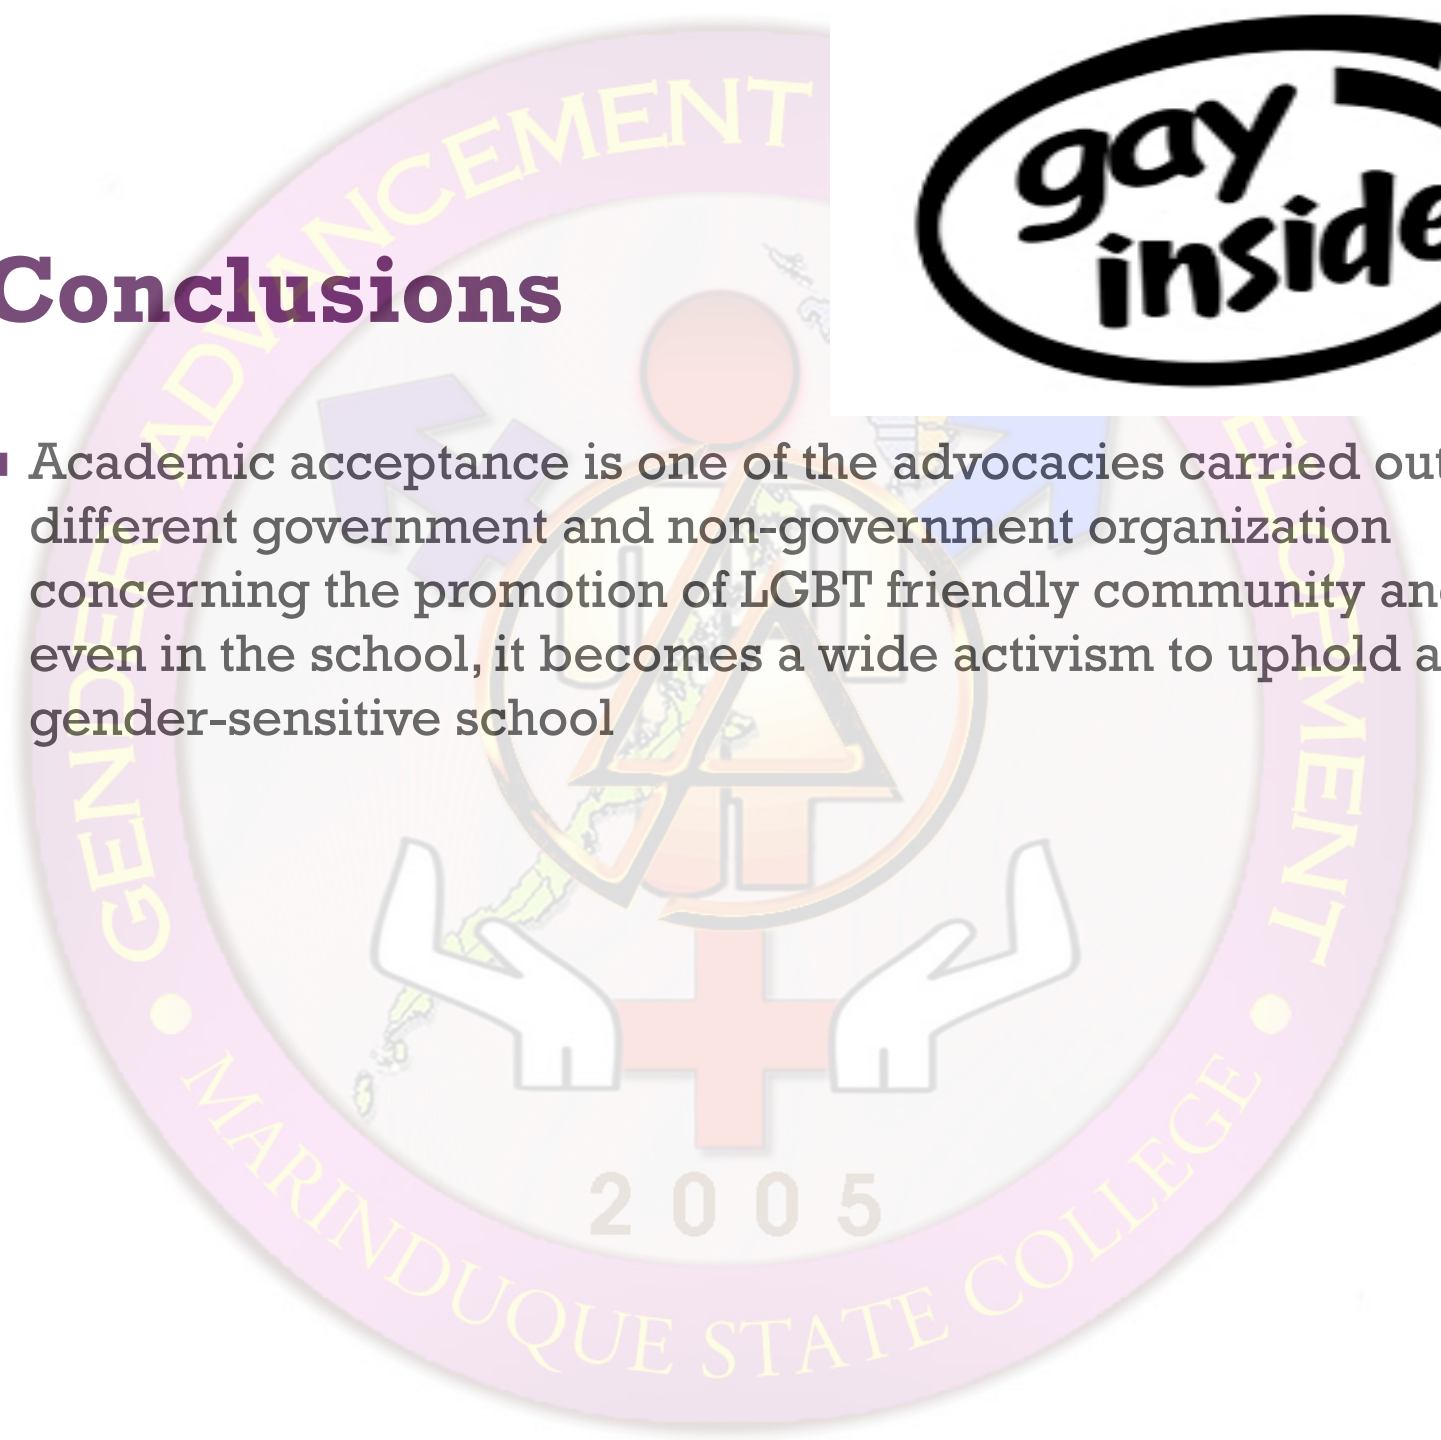 gay
inside
Conclusions
Academic acceptance is one of the advocacies carried out
different government and non-government organization
concerning the promotion of LGBT friendly community and
even in the school, it becomes a wide activism to uphold a
gender-sensitive school
GENDER ADVANCEMENT
ELOPMENT
2005
MARINDUQUE STATE COLLEGE